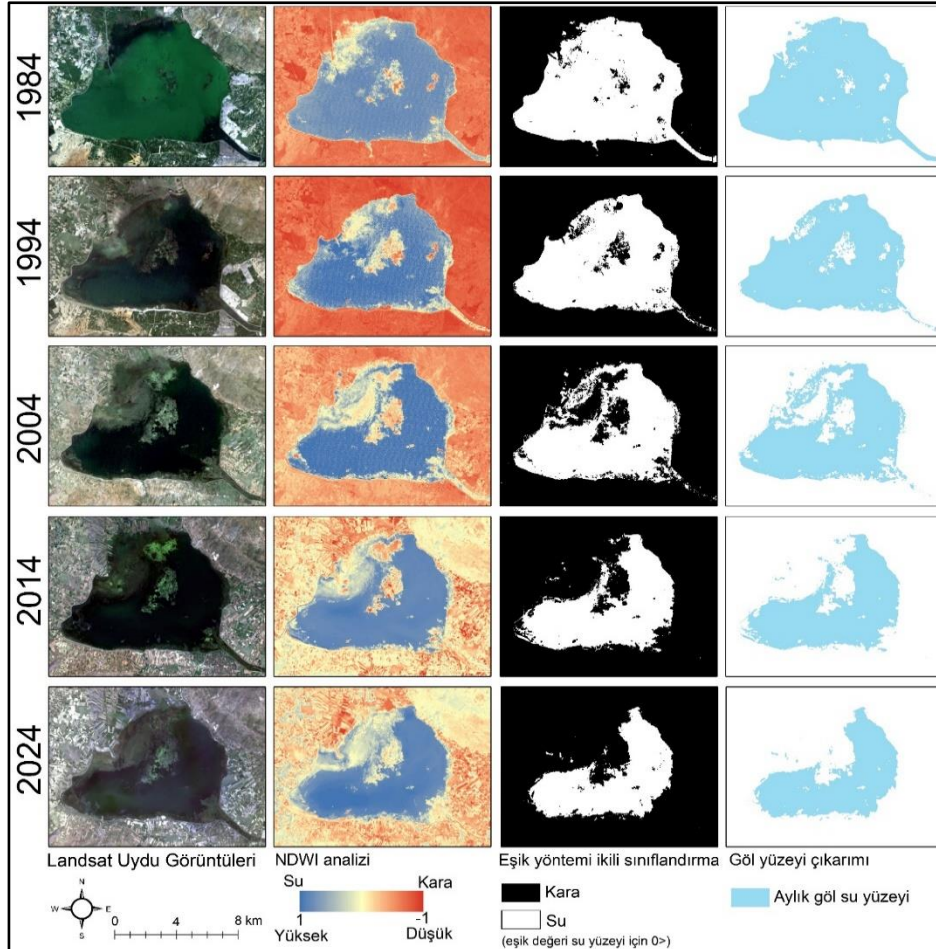 1984
1994
2004
2014
2024
Landsat Uydu Görüntüleri
NDWI analizi
Eşik yöntemi ikili sınıflandırma
Göl yüzeyi çıkarımı
N
W
E
S
0 4 8 km
Su Kara
1 -1
Yüksek Düşük
Kara
Su
(eşik değeri su yüzeyi için 0>)
Aylık göl su yüzeyi